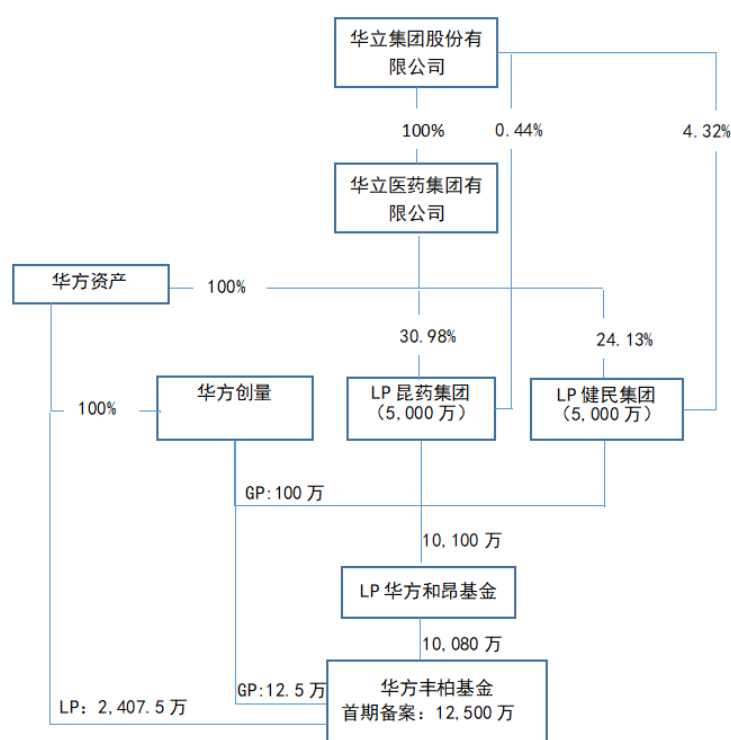 华立集团股份有
限公司
100%
0.44%
4.32%
华立医药集团有
限公司
华方资产
100%
30.98%
24.13%
100%
华方创量
LP 昆药集团
（5,000 万）
LP 健民集团
（5,000 万）
GP:100 万
10,100 万
LP 华方和昂基金
10,080 万
GP:12.5 万
LP：2,407.5 万
华方丰柏基金
首期备案：12,500 万